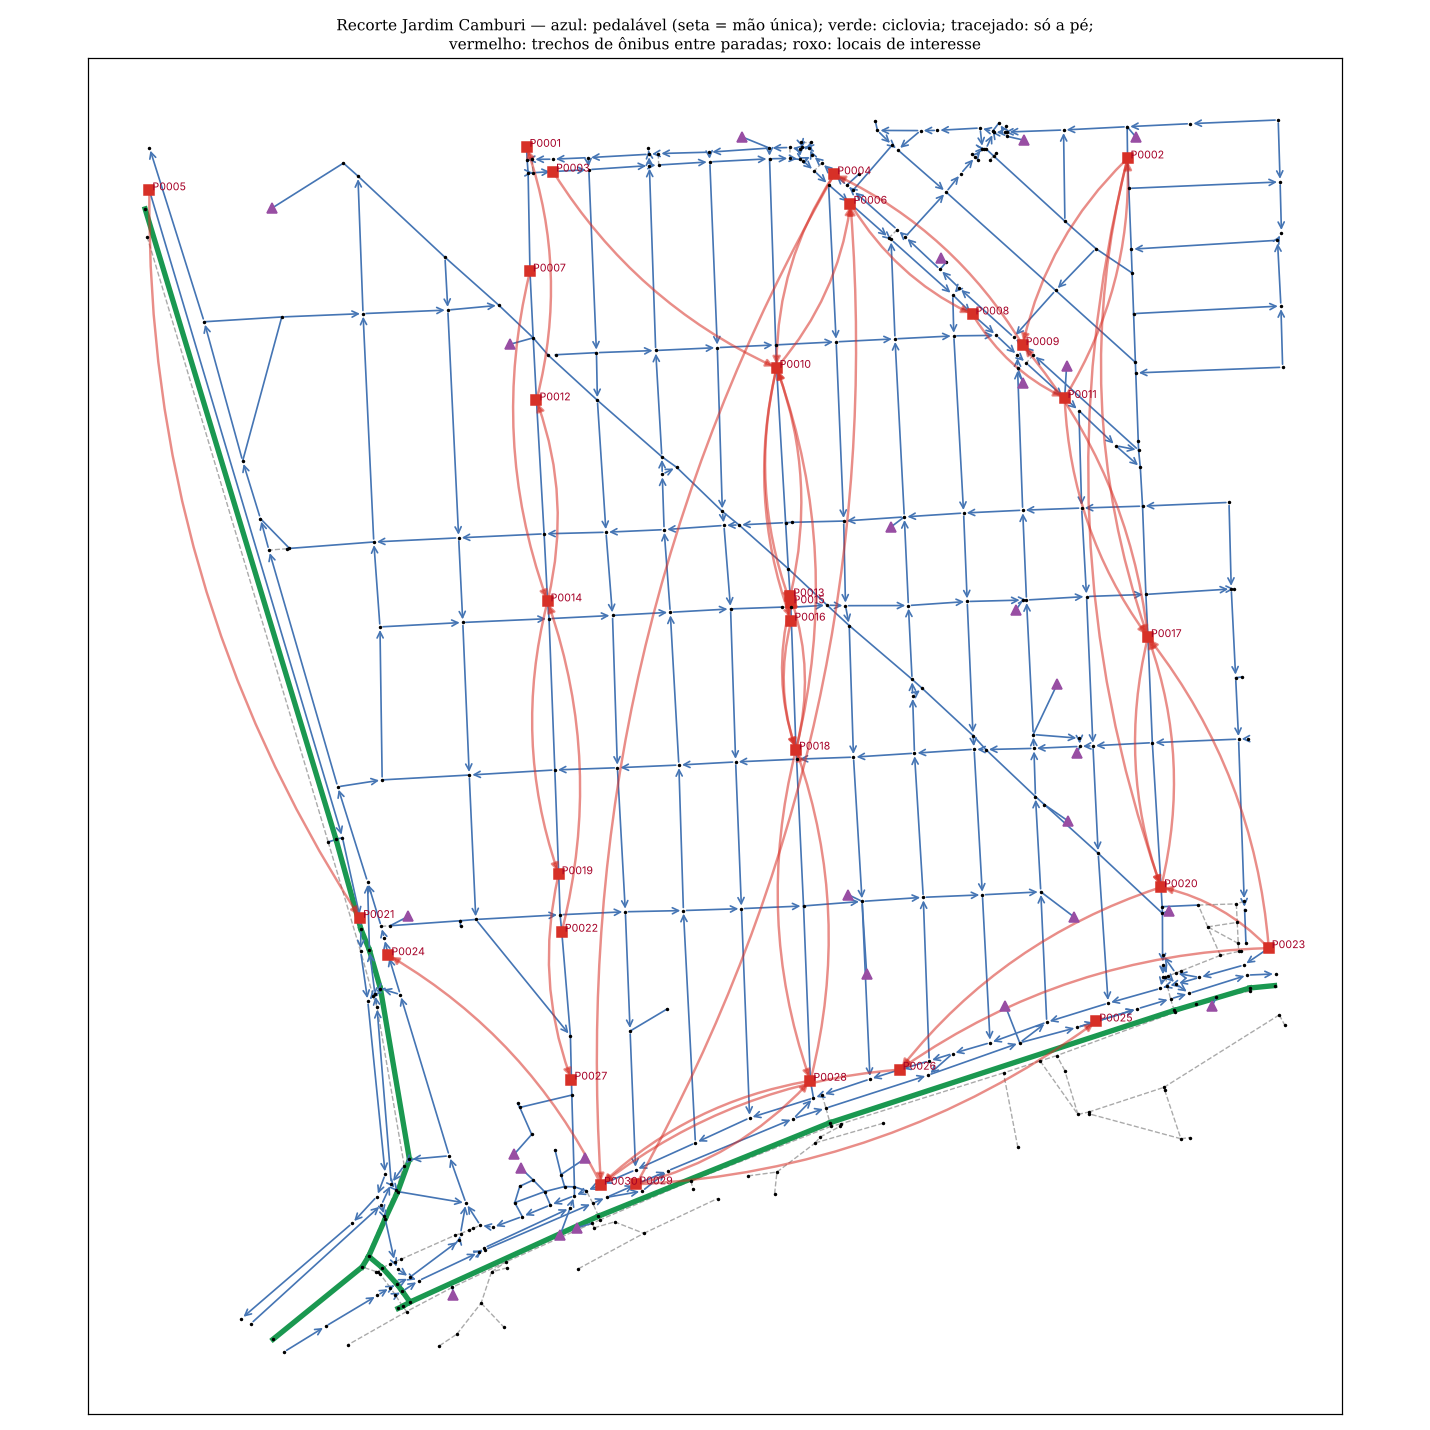 Recorte Jardim Camburi — azul: pedalável (seta = mão única); verde: ciclovia; tracejado: só a pé;
vermelho: trechos de ônibus entre paradas; roxo: locais de interesse
P0001
P0002
P0003
P0004
P0005
P0006
P0007
P0008
P0009
P0010
P0011
P0012
P0013
P0016
P0014
P0017
P0018
P0019
P0020
P0021
P0022
P0023
P0024
P0025
P0026
P0027
P0028
P0030
P0029